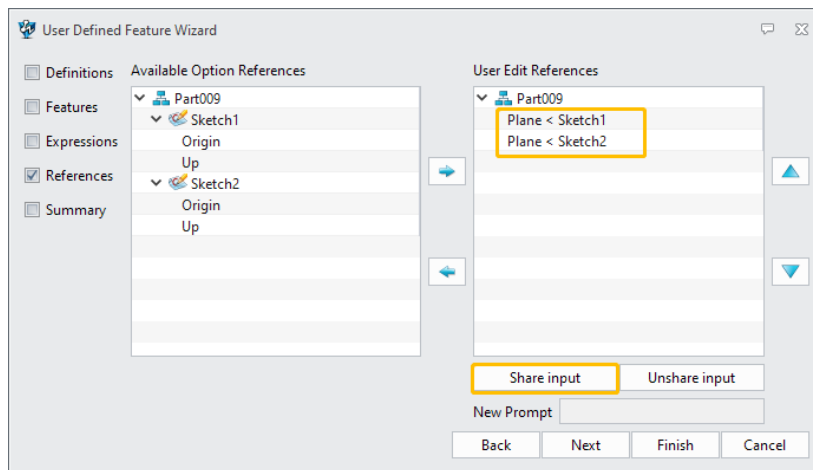 User Defined Feature Wizard
Definitions
Features
Expressions
References
Summary
Available Option References
Part009
Sketch1
Origin
Up
Sketch2
Origin
Up
User Edit References
Part009
Plane < Sketch1
Plane < Sketch2
Share input
Unshare input
New Prompt
Back
Next
Finish
Cancel